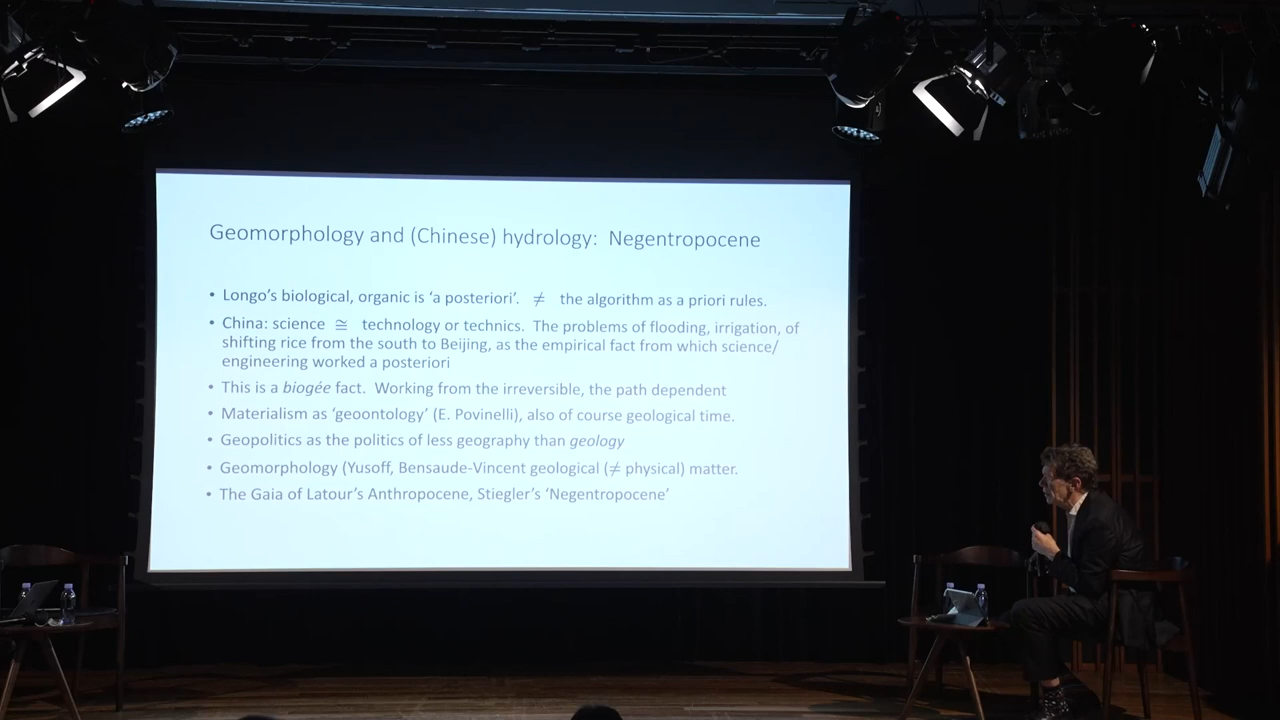 Geomorphology and (Chinese) hydrology: Negentropocene
• Longo's biological, organic is 'a posteriori'. ≠ the algorithm as a priori rules.
• China: science ≅ technology or technics. The problems of flooding, irrigation, of
shifting rice from the south to Beijing, as the empirical fact from which science/
engineering worked a posteriori
• This is a biogée fact. Working from the irreversible, the path dependent
• Materialism as 'geoontology' (E. Povinelli), also of course geological time.
• Geopolitics as the politics of less geography than geology
• Geomorphology (Yusoff, Bensaude-Vincent geological (≠ physical) matter.
• The Gaia of Latour's Anthropocene, Stiegler's 'Negentropocene'